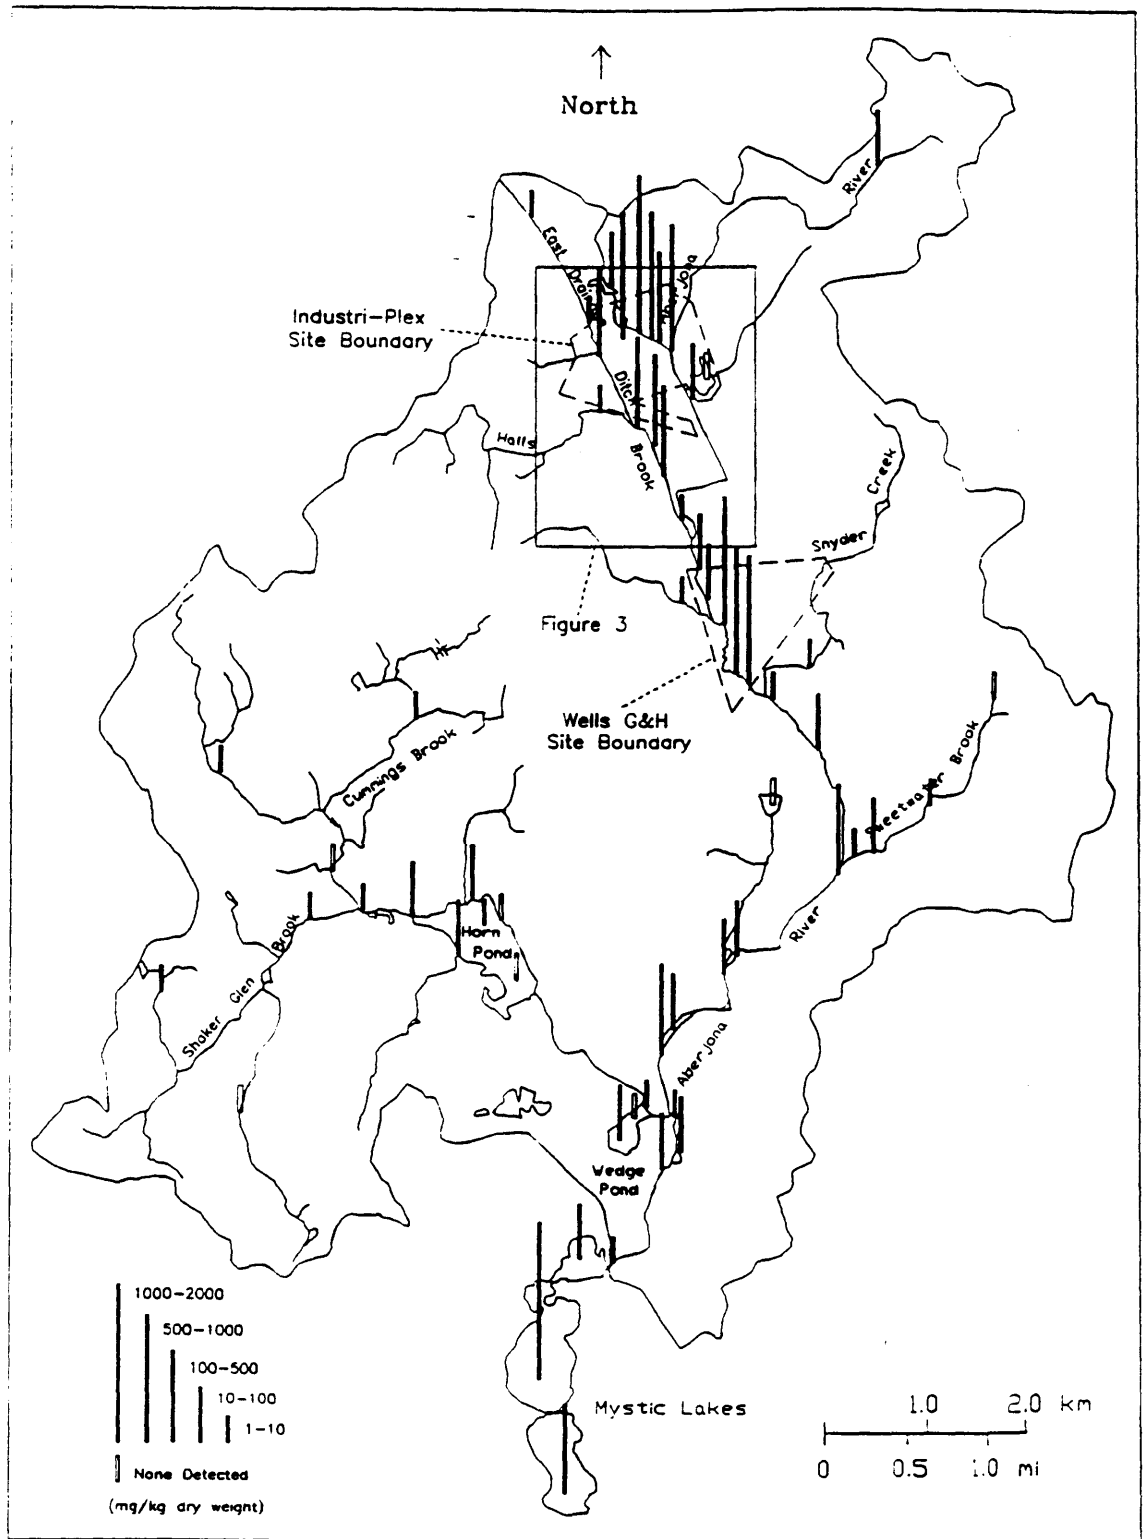 North
River
East Drainage
Aberjona
Industri-Plex
Site Boundary
Ditch
Halls
Brook
Creek
Snyder
Figure 3
Wells G&H
Site Boundary
Cummings Brook
Sweetwater Brook
River
Horn
Pond
Brook
Shaker Glen
Aberjona
Wedge
Pond
1000-2000
500-1000
100-500
10-100
1-10
None Detected
(mg/kg dry weight)
Mystic Lakes
1.0 2.0 km
0 0.5 1.0 mi